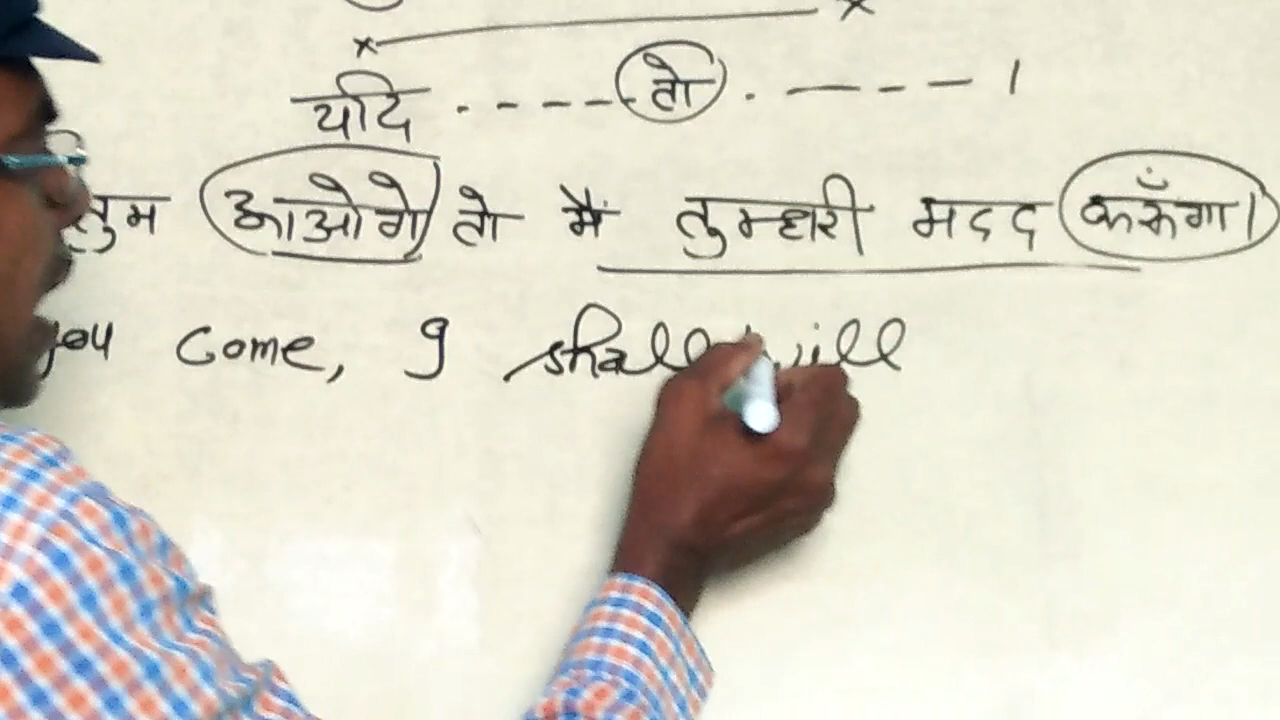 यदि . - - - - तो . - - - - ।
तुम आओगे तो मैं तुम्हारी मदद करूँगा।
you come, I shall will